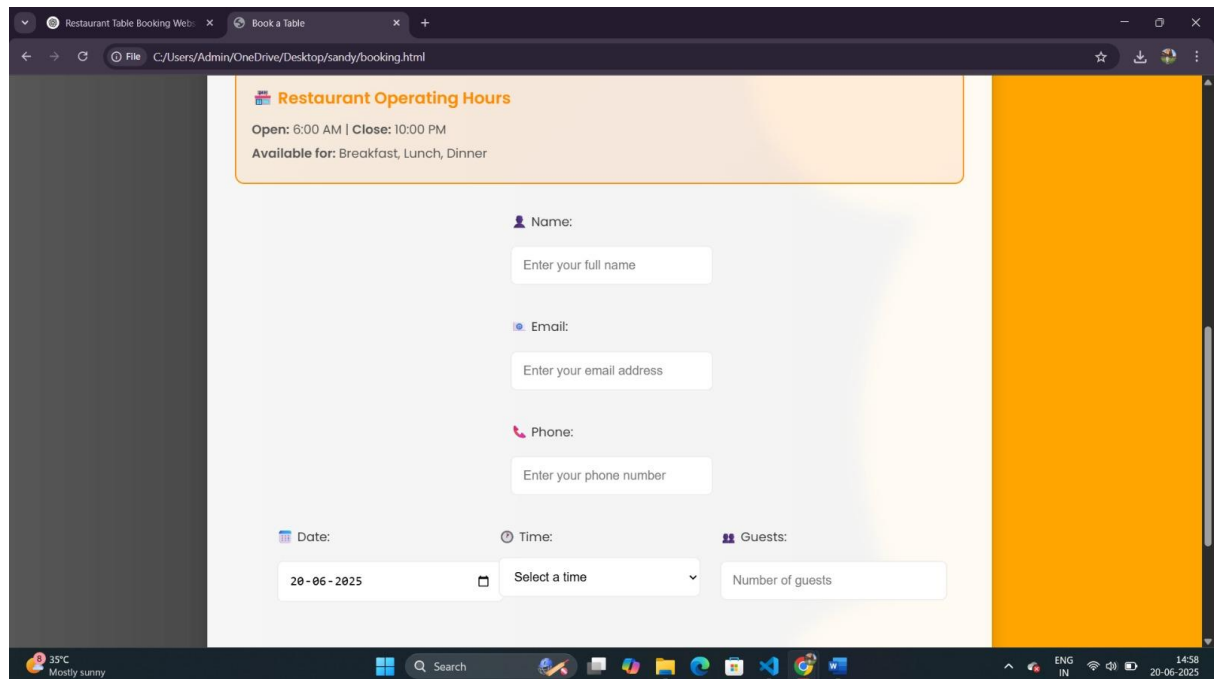 Restaurant Table Booking Webs
Book a Table
File C:/Users/Admin/OneDrive/Desktop/sandy/booking.html
Restaurant Operating Hours
Open: 6:00 AM | Close: 10:00 PM
Available for: Breakfast, Lunch, Dinner
Name:
Enter your full name
Email:
Enter your email address
Phone:
Enter your phone number
Date: Time: Guests:
20-06-2025 Select a time Number of guests
8 35°C
Mostly sunny
Search
ENG
IN
14:58
20-06-2025